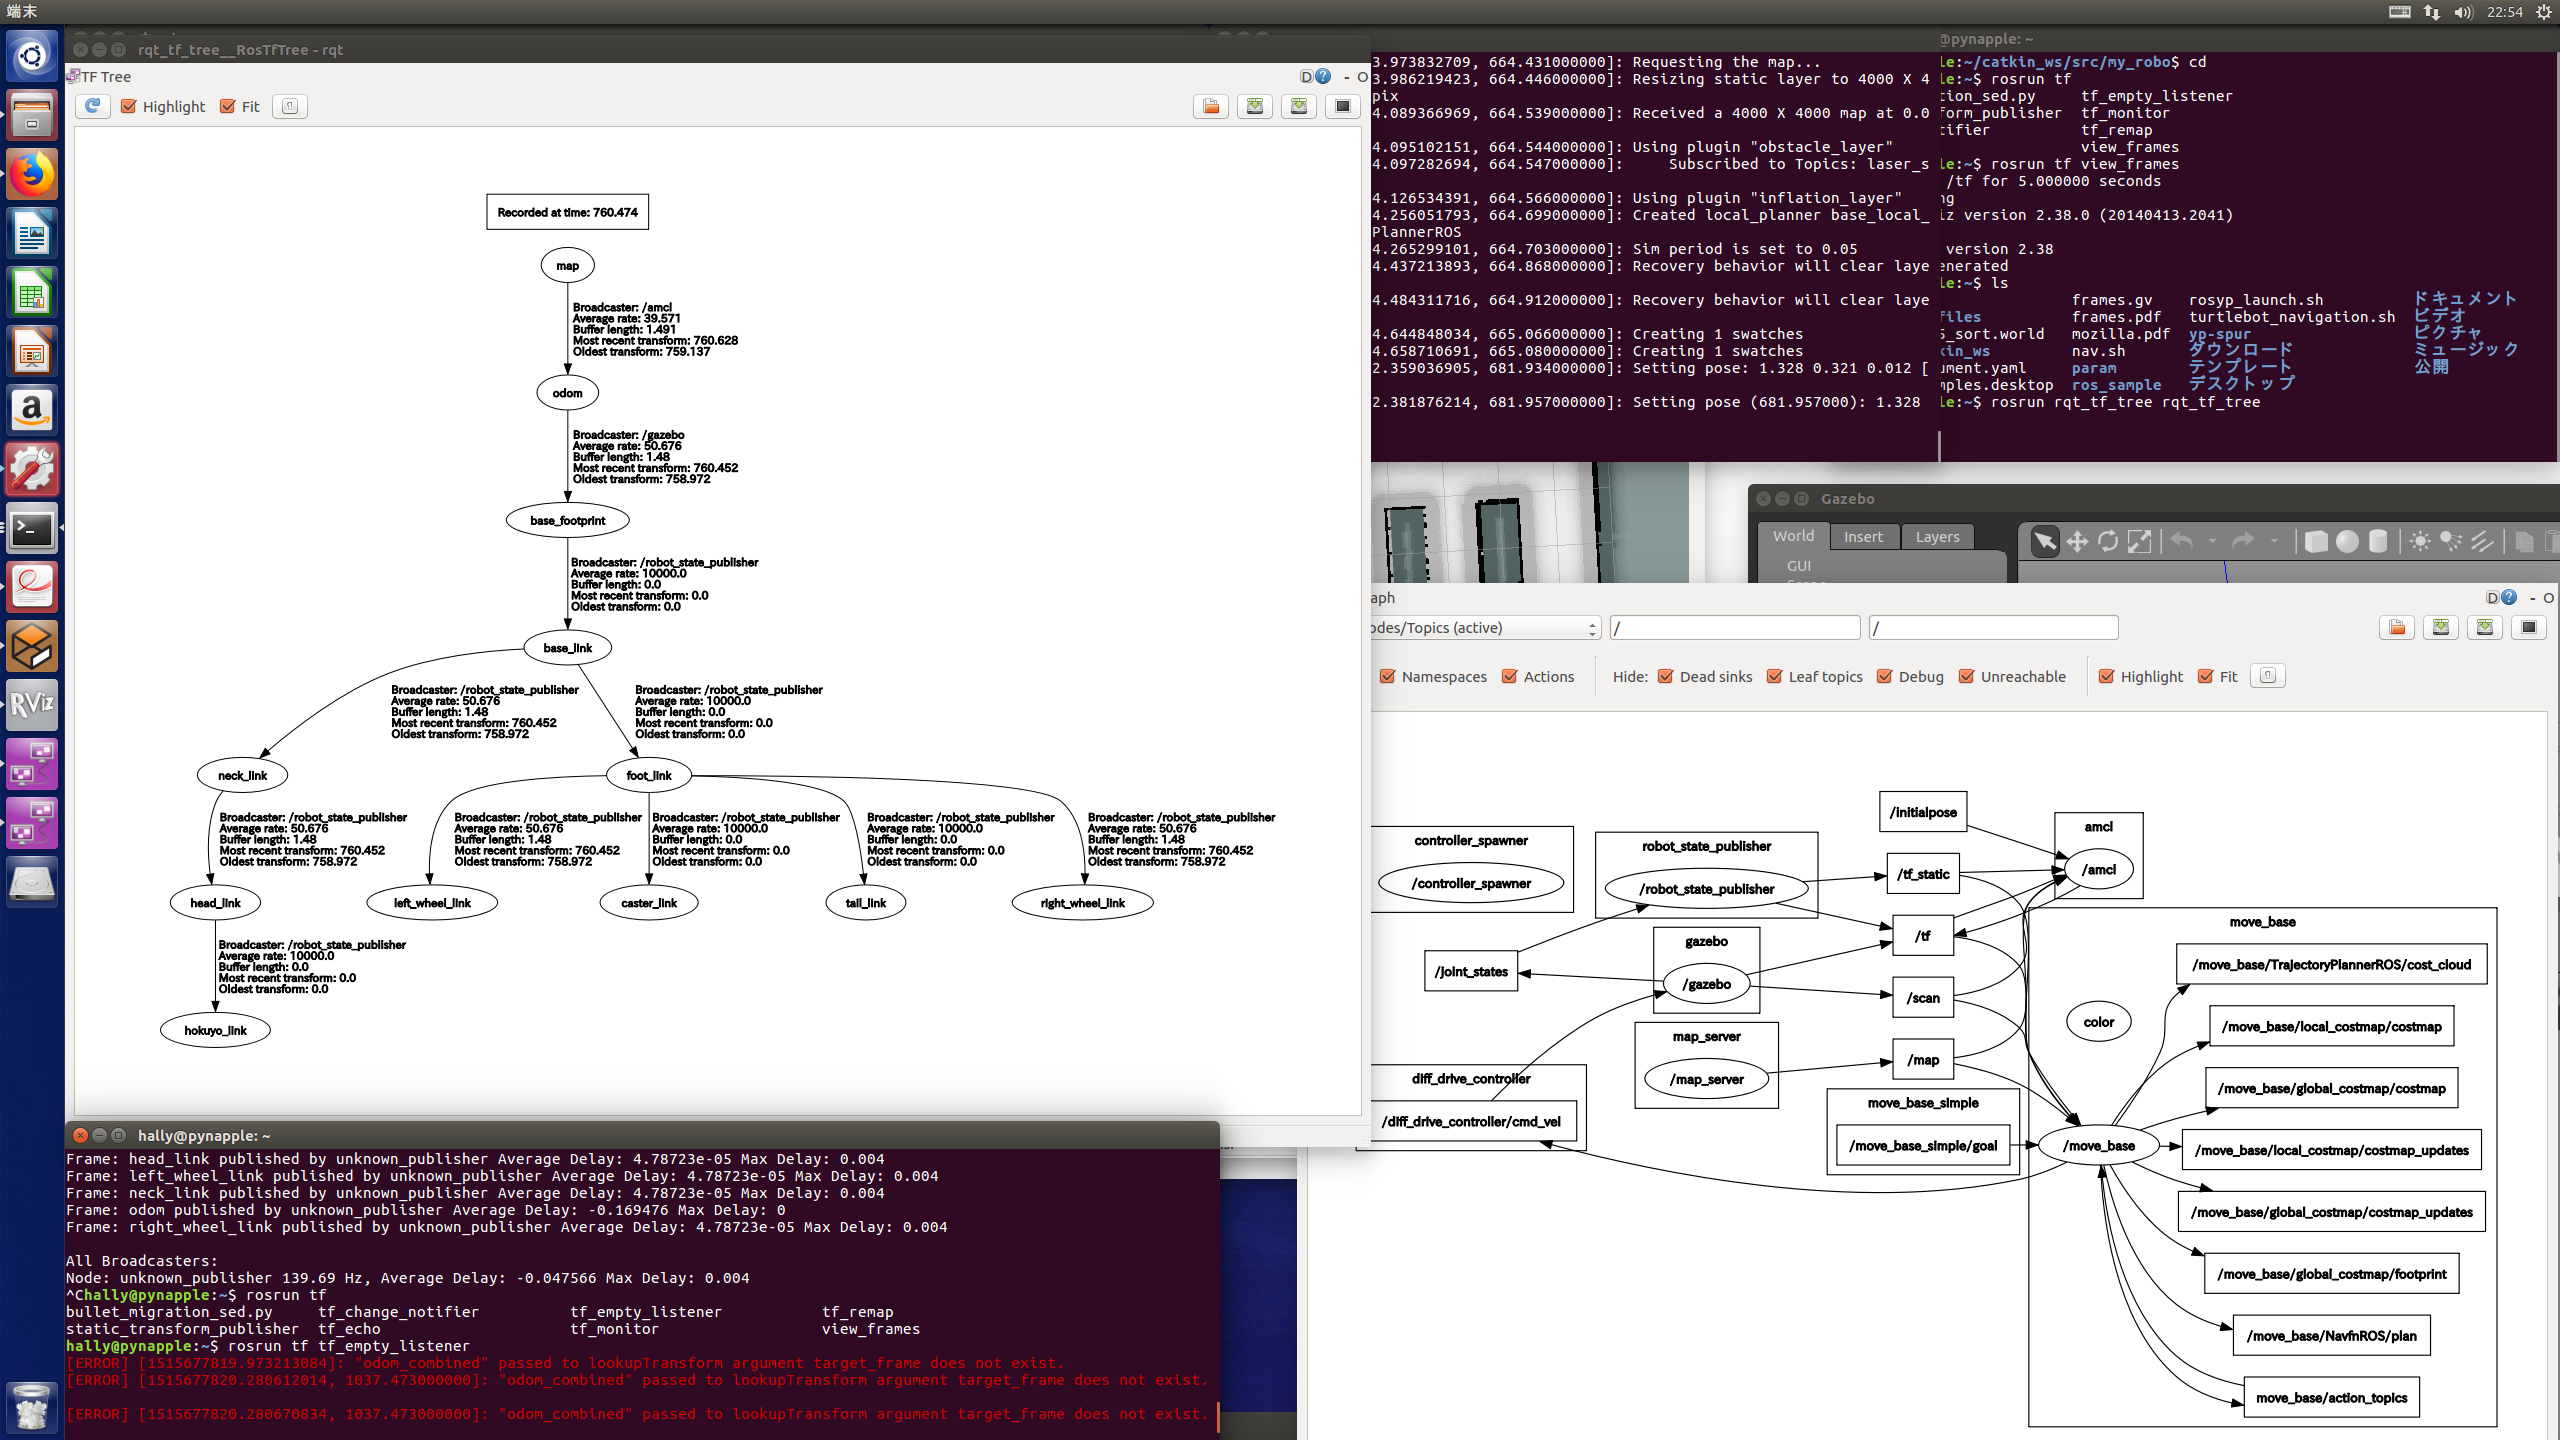 端末
22:54
rqt_tf_tree__RosTfTree - rqt
TF Tree
D
- O
Highlight
Fit
Recorded at time: 760.474
map
Broadcaster: /amcl
Average rate: 39.571
Buffer length: 1.491
Most recent transform: 760.628
Oldest transform: 759.137
odom
Broadcaster: /gazebo
Average rate: 50.676
Buffer length: 1.48
Most recent transform: 760.452
Oldest transform: 758.972
base_footprint
Broadcaster: /robot_state_publisher
Average rate: 10000.0
Buffer length: 0.0
Most recent transform: 0.0
Oldest transform: 0.0
base_link
Broadcaster: /robot_state_publisher
Average rate: 50.676
Buffer length: 1.48
Most recent transform: 760.452
Oldest transform: 758.972
Broadcaster: /robot_state_publisher
Average rate: 10000.0
Buffer length: 0.0
Most recent transform: 0.0
Oldest transform: 0.0
neck_link
foot_link
Broadcaster: /robot_state_publisher
Average rate: 50.676
Buffer length: 1.48
Most recent transform: 760.452
Oldest transform: 758.972
Broadcaster: /robot_state_publisher
Average rate: 50.676
Buffer length: 1.48
Most recent transform: 760.452
Oldest transform: 758.972
Broadcaster: /robot_state_publisher
Average rate: 10000.0
Buffer length: 0.0
Most recent transform: 0.0
Oldest transform: 0.0
Broadcaster: /robot_state_publisher
Average rate: 10000.0
Buffer length: 0.0
Most recent transform: 0.0
Oldest transform: 0.0
Broadcaster: /robot_state_publisher
Average rate: 50.676
Buffer length: 1.48
Most recent transform: 760.452
Oldest transform: 758.972
head_link
left_wheel_link
caster_link
tail_link
right_wheel_link
Broadcaster: /robot_state_publisher
Average rate: 10000.0
Buffer length: 0.0
Most recent transform: 0.0
Oldest transform: 0.0
hokuyo_link
3.973832709, 664.431000000]: Requesting the map...
3.986219423, 664.446000000]: Resizing static layer to 4000 X 4
pix
4.089366969, 664.539000000]: Received a 4000 X 4000 map at 0.0
4.095102151, 664.544000000]: Using plugin "obstacle_layer"
4.097282694, 664.547000000]:     Subscribed to Topics: laser_s
4.126534391, 664.566000000]: Using plugin "inflation_layer"
4.256051793, 664.699000000]: Created local_planner base_local_
PlannerROS
4.265299101, 664.703000000]: Sim period is set to 0.05
4.437213893, 664.868000000]: Recovery behavior will clear laye
4.484311716, 664.912000000]: Recovery behavior will clear laye
4.644848034, 665.066000000]: Creating 1 swatches
4.658710691, 665.080000000]: Creating 1 swatches
2.359036905, 681.934000000]: Setting pose: 1.328 0.321 0.012 [
2.381876214, 681.957000000]: Setting pose (681.957000): 1.328
@pynapple: ~
le:~/catkin_ws/src/my_robo$ cd
le:~$ rosrun tf
tion_sed.py     tf_empty_listener
form_publisher  tf_monitor
tifier          tf_remap
view_frames
le:~$ rosrun tf view_frames
/tf for 5.000000 seconds
ng
iz version 2.38.0 (20140413.2041)
version 2.38
enerated
le:~$ ls
frames.gv    rosyp_launch.sh           ドキュメント
files           frames.pdf   turtlebot_navigation.sh   ビデオ
5_sort.world    mozilla.pdf  yp-spur                   ピクチャ
kin_ws          nav.sh       ダウンロード              ミュージック
ument.yaml      param        テンプレート              公開
mples.desktop   ros_sample   デスクトップ
le:~$ rosrun rqt_tf_tree rqt_tf_tree
Gazebo
World
Insert
Layers
GUI
aph
D
- O
odes/Topics (active)
/
/
Namespaces
Actions
Hide:
Dead sinks
Leaf topics
Debug
Unreachable
Highlight
Fit
controller_spawner
/controller_spawner
robot_state_publisher
/robot_state_publisher
/initialpose
amcl
/amcl
/tf_static
/tf
/joint_states
gazebo
/gazebo
/scan
map_server
/map_server
/map
diff_drive_controller
/diff_drive_controller/cmd_vel
move_base_simple
/move_base_simple/goal
move_base
color
/move_base
/move_base/TrajectoryPlannerROS/cost_cloud
/move_base/local_costmap/costmap
/move_base/global_costmap/costmap
/move_base/local_costmap/costmap_updates
/move_base/global_costmap/costmap_updates
/move_base/global_costmap/footprint
/move_base/NavfnROS/plan
move_base/action_topics
hally@pynapple: ~
Frame: head_link published by unknown_publisher Average Delay: 4.78723e-05 Max Delay: 0.004
Frame: left_wheel_link published by unknown_publisher Average Delay: 4.78723e-05 Max Delay: 0.004
Frame: neck_link published by unknown_publisher Average Delay: 4.78723e-05 Max Delay: 0.004
Frame: odom published by unknown_publisher Average Delay: -0.169476 Max Delay: 0
Frame: right_wheel_link published by unknown_publisher Average Delay: 4.78723e-05 Max Delay: 0.004
All Broadcasters:
Node: unknown_publisher 139.69 Hz, Average Delay: -0.047566 Max Delay: 0.004
^Challly@pynapple:~$ rosrun tf
bullet_migration_sed.py     tf_change_notifier          tf_empty_listener           tf_remap
static_transform_publisher  tf_echo                     tf_monitor                  view_frames
hally@pynapple:~$ rosrun tf tf_empty_listener
[ERROR] [1515677819.973213084]: "odom_combined" passed to lookupTransform argument target_frame does not exist.
[ERROR] [1515677820.280612014, 1037.473000000]: "odom_combined" passed to lookupTransform argument target_frame does not exist.
[ERROR] [1515677820.280670834, 1037.473000000]: "odom_combined" passed to lookupTransform argument target_frame does not exist.
RViz